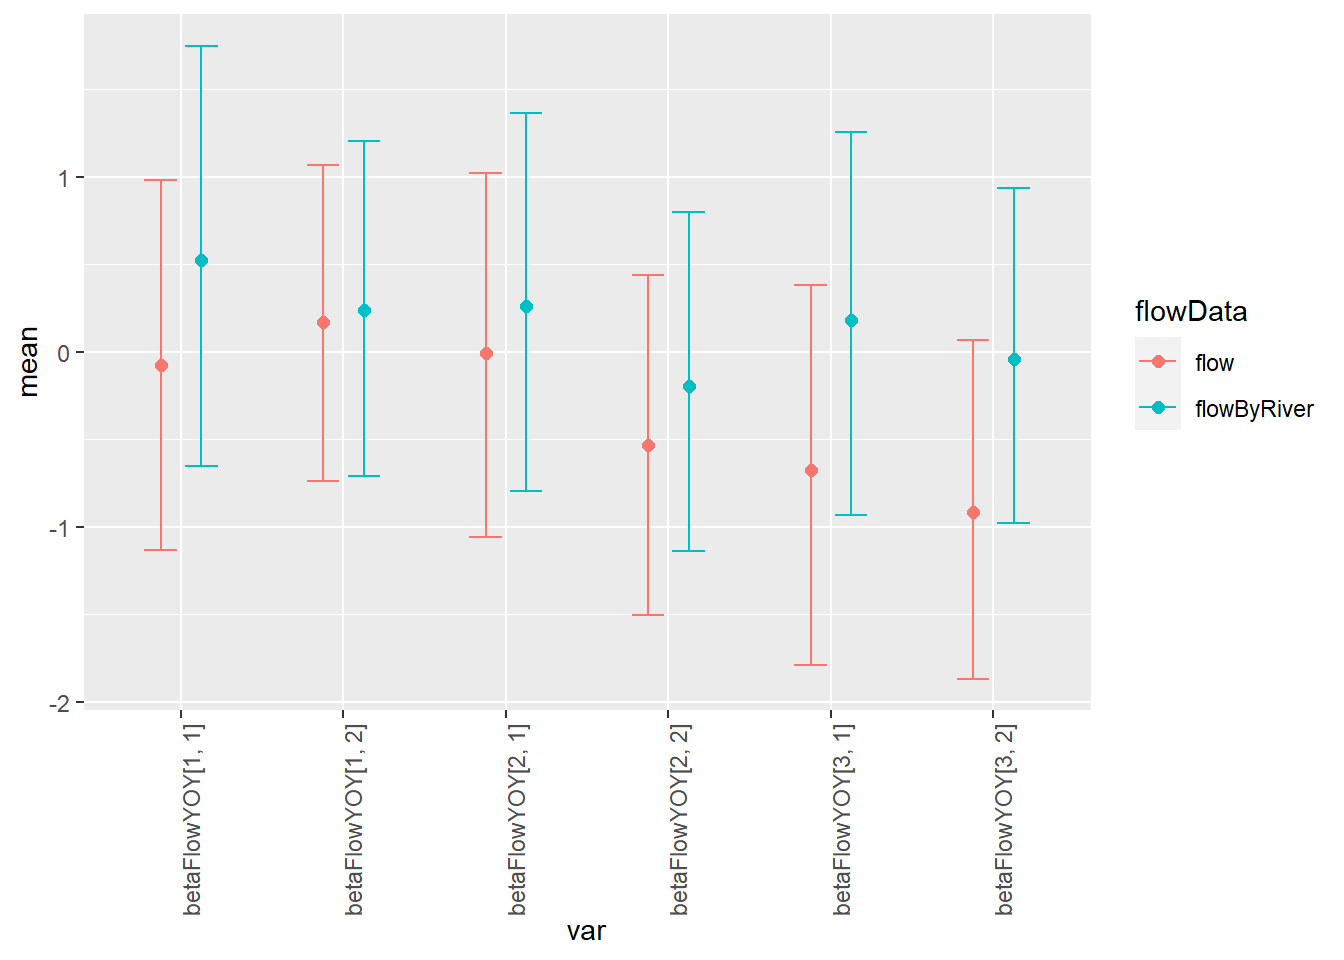 mean
1
0
-1
-2
betaFlowYOY[1, 1]
betaFlowYOY[1, 2]
betaFlowYOY[2, 1]
betaFlowYOY[2, 2]
betaFlowYOY[3, 1]
betaFlowYOY[3, 2]
var
flowData
flow
flowByRiver